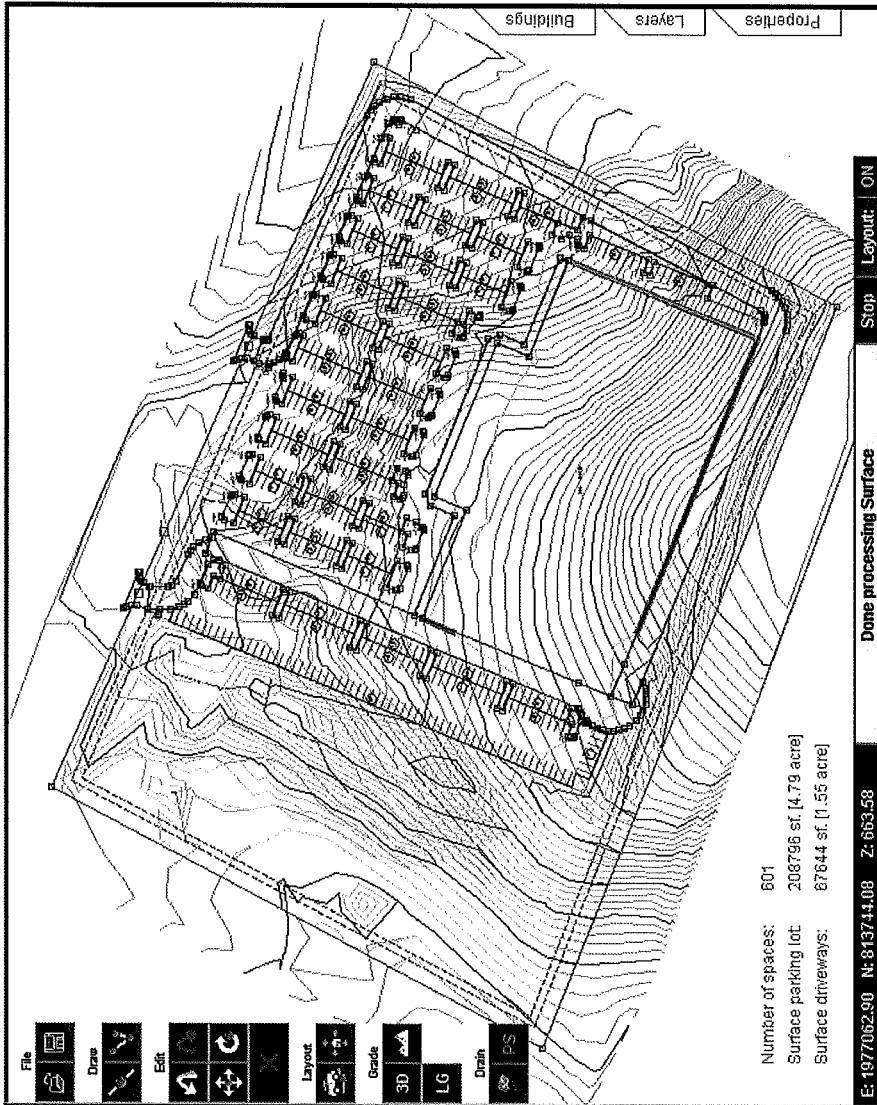 File
Draw
Edit
Layout
Grade
3D
LG
Drain
PS
Properties
Layers
Buildings
Number of spaces: 601
Surface parking lot: 208796 sf. [4.79 acre]
Surface driveways: 67644 sf. [1.55 acre]
E: 1977062.90 N: 813744.08 Z: 663.58
Done processing Surface
Stop
Layout: ON